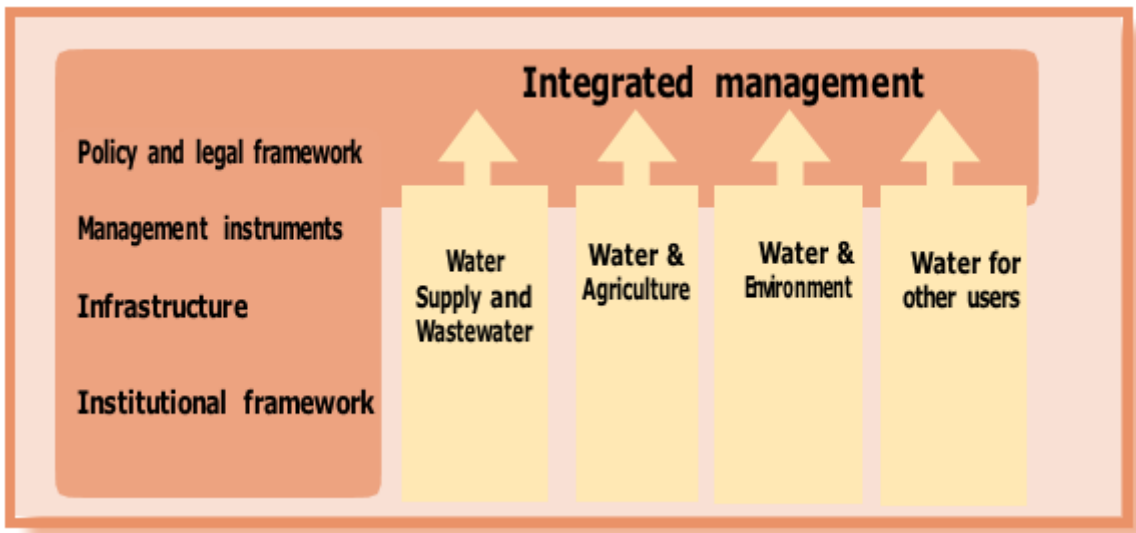 Integrated management
Policy and legal framework
Management instruments
Infrastructure
Institutional framework
Water
Supply and
Wastewater
Water &
Agriculture
Water &
Environment
Water for
other users